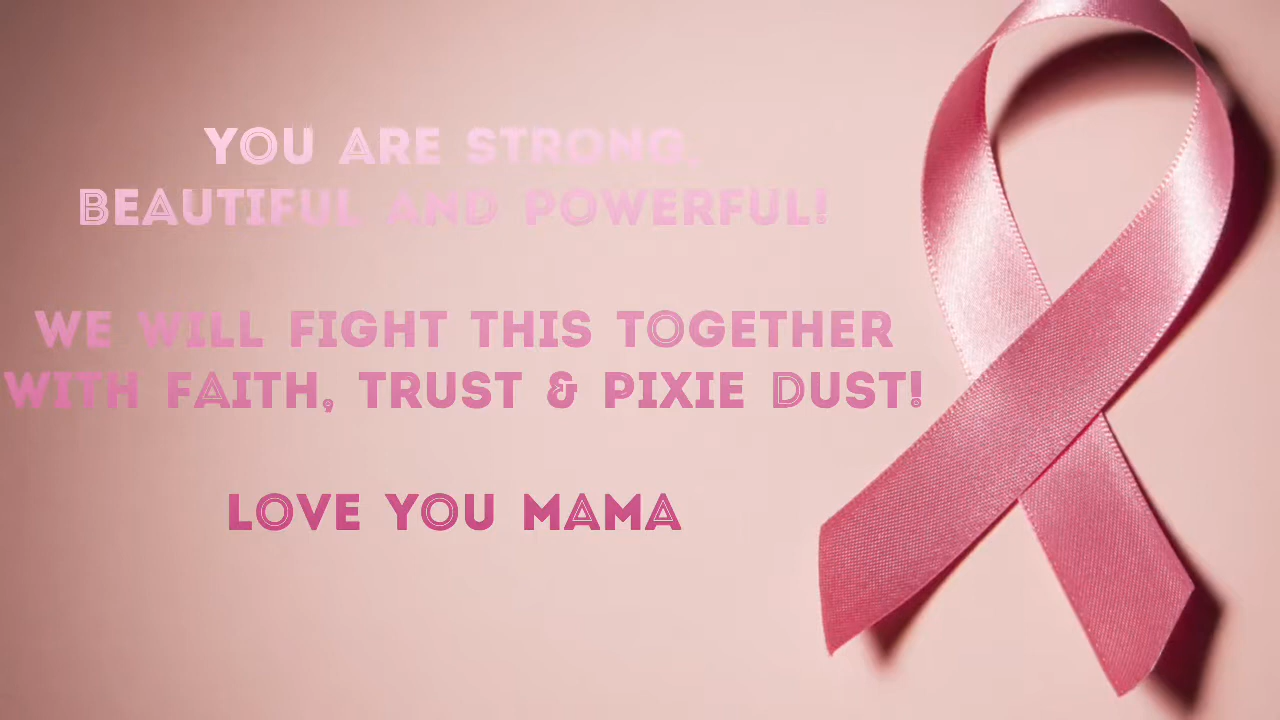 YOU ARE STRONG,
BEAUTIFUL AND POWERFUL!
WE WILL FIGHT THIS TOGETHER
WITH FAITH, TRUST & PIXIE DUST!
LOVE YOU MAMA